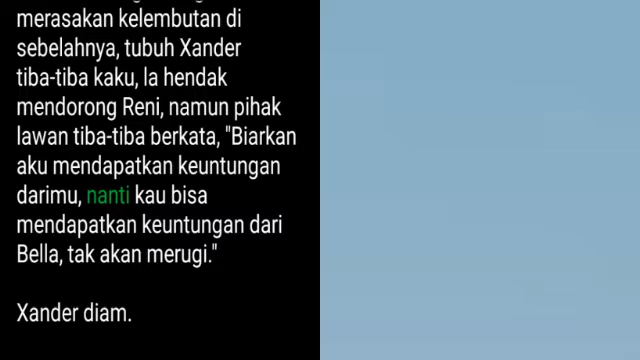 merasakan kelembutan di
sebelahnya, tubuh Xander
tiba-tiba kaku, la hendak
mendorong Reni, namun pihak
lawan tiba-tiba berkata, "Biarkan
aku mendapatkan keuntungan
darimu, nanti kau bisa
mendapatkan keuntungan dari
Bella, tak akan merugi."
Xander diam.